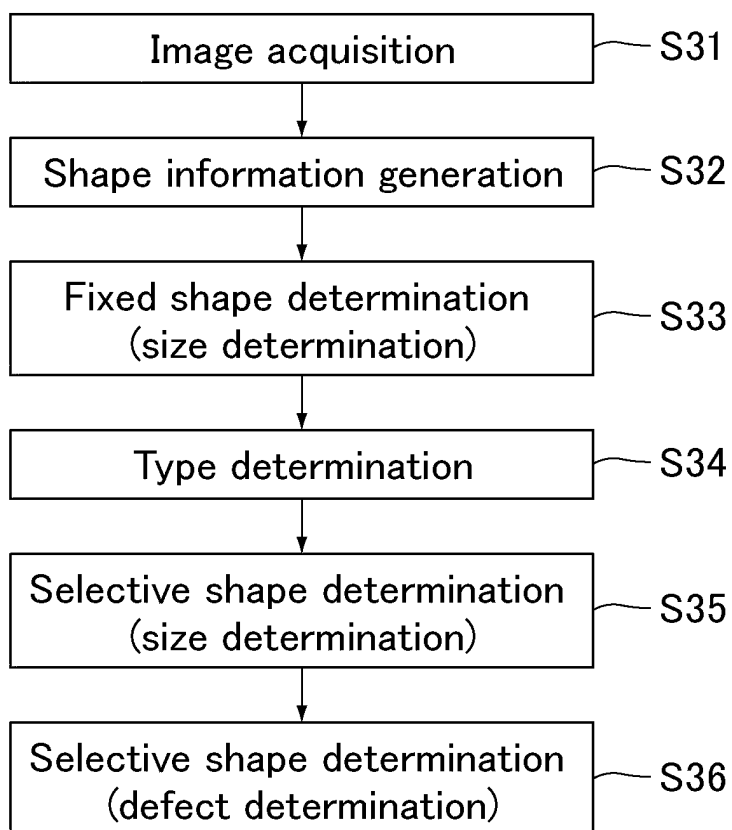 Image acquisition
S31
Shape information generation
S32
Fixed shape determination
(size determination)
S33
Type determination
S34
Selective shape determination
(size determination)
S35
Selective shape determination
(defect determination)
S36